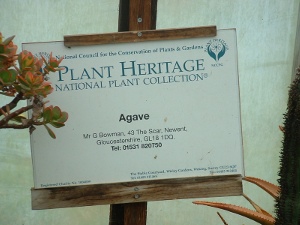 National Council for the Conservation of Plants & Gardens
PLANT HERITAGE
NATIONAL PLANT COLLECTION®
Agave
Mr G Bowman, 43 The Scar, Newent,
Gloucestershire, GL18 1DQ.
Tel: 01531 820750